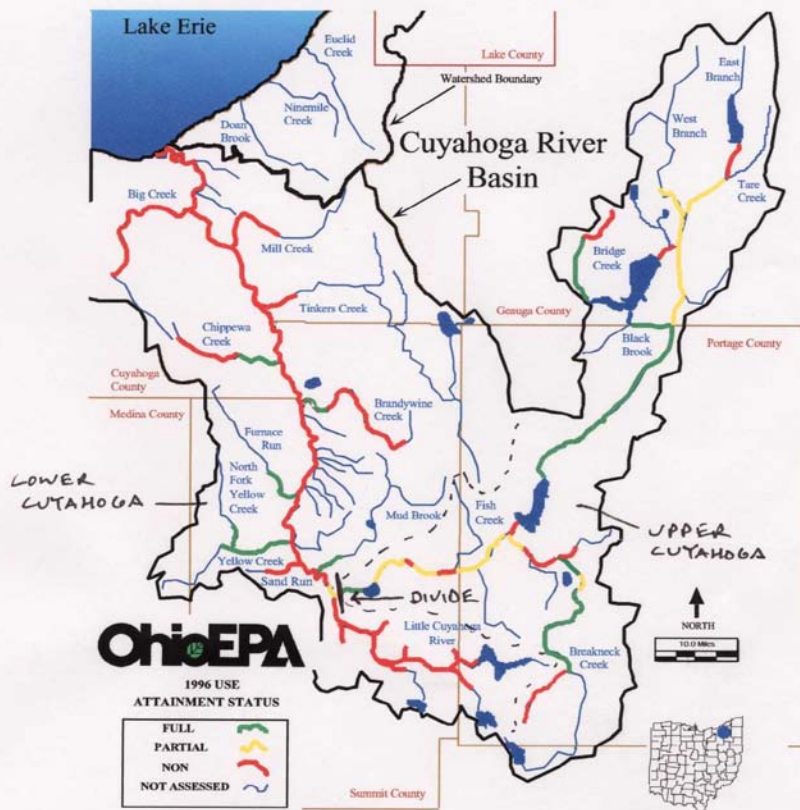 Lake Erie
Euclid
Creek
Lake County
East
Branch
Watershed Boundary
Ninemile
Creek
Doan
Brook
West
Branch
Cuyahoga River
Basin
Big Creek
Tare
Creek
Mill Creek
Bridge
Creek
Tinkers Creek
Geauga County
Chippewa
Creek
Black
Brook
Portage County
Cuyahoga
County
Medina County
Brandywine
Creek
Furnace
Run
LOWER
CUYAHOGA
North
Fork
Yellow
Creek
Mud Brook
Fish
Creek
UPPER
CUYAHOGA
Yellow Creek
Sand Run
DIVIDE
NORTH
10.0 Miles
Little Cuyahoga
River
Breakneck
Creek
OhioEPA
1996 USE
ATTAINMENT STATUS
FULL
PARTIAL
NON
NOT ASSESSED
Summit County